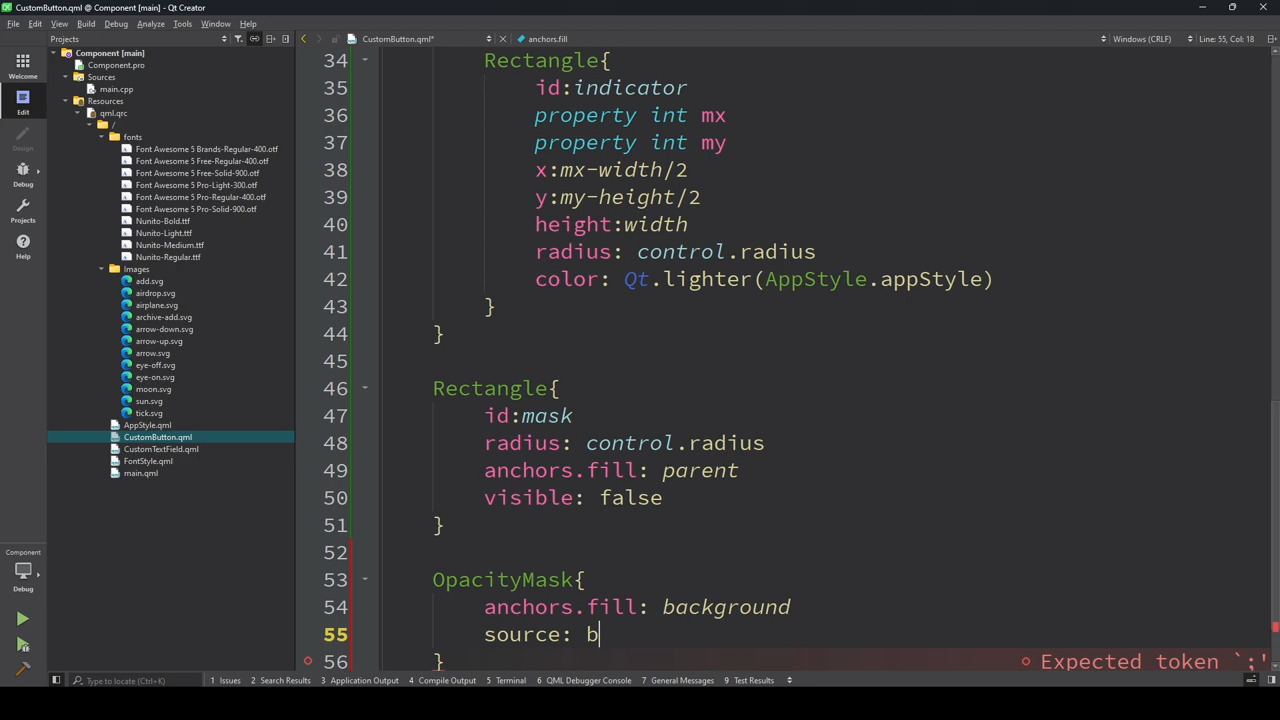 CustomButton.qml @ Component [main] - Qt Creator
File Edit View Build Debug Analyze Tools Window Help
Projects
CustomButton.qml*
anchors.fill
Windows (CRLF)
Line: 55, Col: 18
Welcome
Edit
Design
Debug
Projects
Help
Component
Debug
Component [main]
Component.pro
Sources
main.cpp
Resources
qml.qrc
/
fonts
Font Awesome 5 Brands-Regular-400.otf
Font Awesome 5 Free-Regular-400.otf
Font Awesome 5 Free-Solid-900.otf
Font Awesome 5 Pro-Light-300.otf
Font Awesome 5 Pro-Regular-400.otf
Font Awesome 5 Pro-Solid-900.otf
Nunito-Bold.ttf
Nunito-Light.ttf
Nunito-Medium.ttf
Nunito-Regular.ttf
Images
add.svg
airdrop.svg
airplane.svg
archive-add.svg
arrow-down.svg
arrow-up.svg
arrow.svg
eye-off.svg
eye-on.svg
moon.svg
sun.svg
tick.svg
AppStyle.qml
CustomButton.qml
CustomTextField.qml
FontStyle.qml
main.qml
34 Rectangle{
35 id:indicator
36 property int mx
37 property int my
38 x:mx-width/2
39 y:my-height/2
40 height:width
41 radius: control.radius
42 color: Qt.lighter(AppStyle.appStyle)
43 }
44 }
45
46 Rectangle{
47 id:mask
48 radius: control.radius
49 anchors.fill: parent
50 visible: false
51 }
52
53 OpacityMask{
54 anchors.fill: background
55 source: b
56 } Expected token `;'
Type to locate (Ctrl+K)
1 Issues 2 Search Results 3 Application Output 4 Compile Output 5 Terminal 6 QML Debugger Console 7 General Messages 9 Test Results